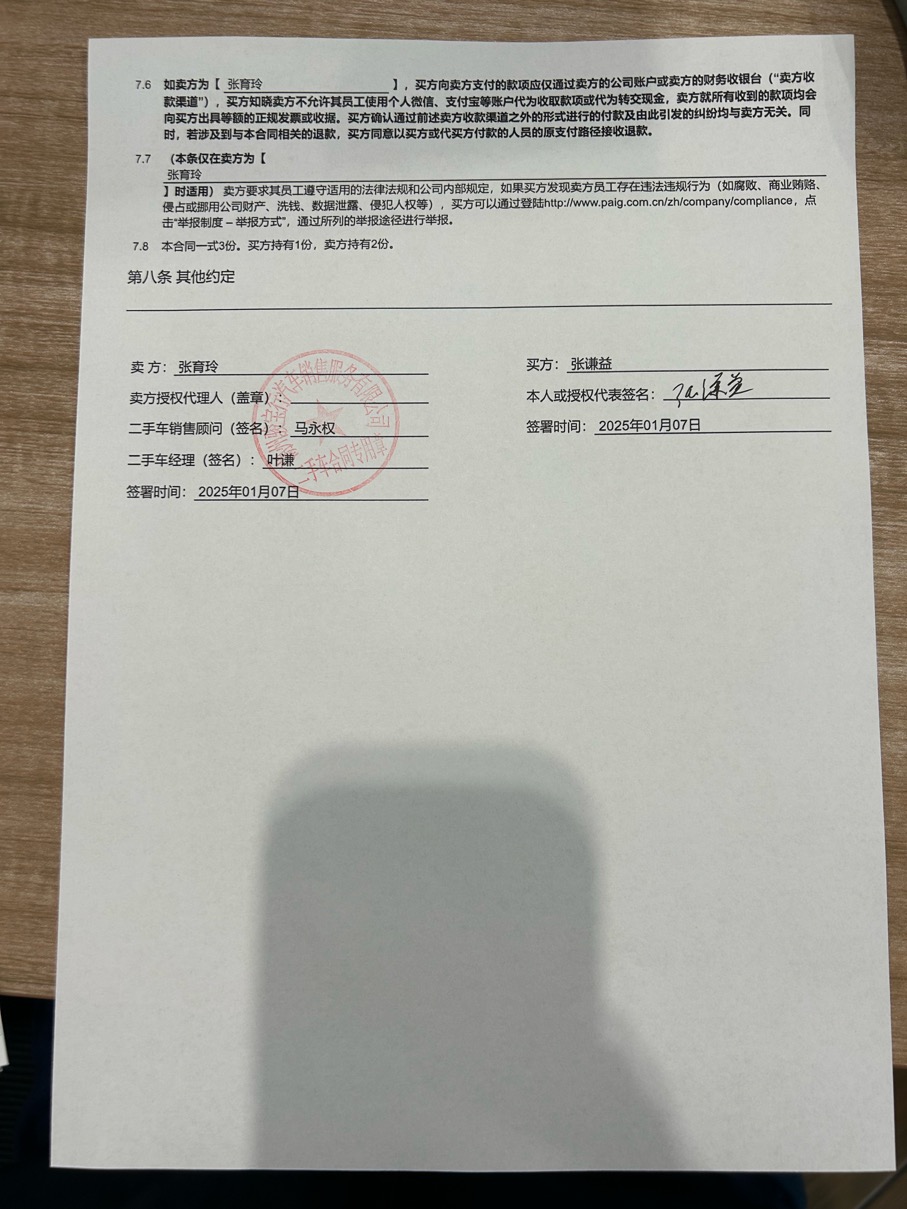 7.6 如卖方为【 张育玲 】，买方向卖方支付的款项应仅通过卖方的公司账户或卖方的财务收银台（"卖方收
款渠道"），买方知晓卖方不允许其员工使用个人微信、支付宝等账户代为收取款项或代为转交现金，卖方就所有收到的款项均会
向买方出具等额的正规发票或收据。买方确认通过前述卖方收款渠道之外的形式进行的付款及由此引发的纠纷均与卖方无关。同
时，若涉及到与本合同相关的退款，买方同意以买方或代买方付款的人员的原支付路径接收退款。
7.7 （本条仅在卖方为【
张育玲
】时适用）卖方要求其员工遵守适用的法律法规和公司内部规定，如果买方发现卖方员工存在违法违规行为（如腐败、商业贿赂、
侵占或挪用公司财产、洗钱、数据泄露、侵犯人权等），买方可以通过登陆http://www.paig.com.cn/zh/company/compliance，点
击"举报制度 – 举报方式"，通过所列的举报途径进行举报。
7.8 本合同一式3份。买方持有1份，卖方持有2份。
第八条 其他约定
卖 方： 张育玲
卖方授权代理人（盖章）：
二手车销售顾问（签名）： 马永权
二手车经理（签名）： 叶谦
签署时间： 2025年01月07日
汽车销售服务有限公司
二手车合同专用章
买方： 张谦益
本人或授权代表签名： 张谦益
签署时间： 2025年01月07日